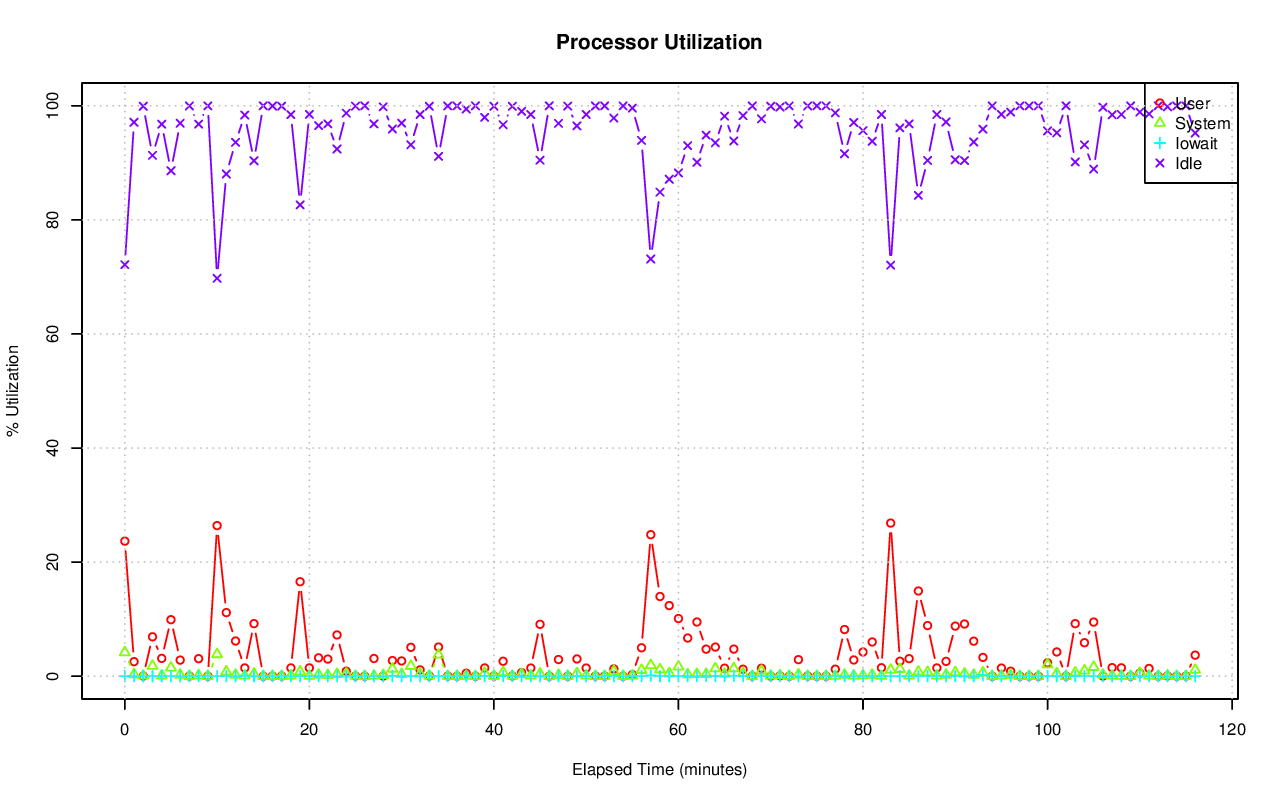 Processor Utilization
% Utilization
100
80
60
40
20
0
User
System
Iowait
Idle
0 20 40 60 80 100 120
Elapsed Time (minutes)